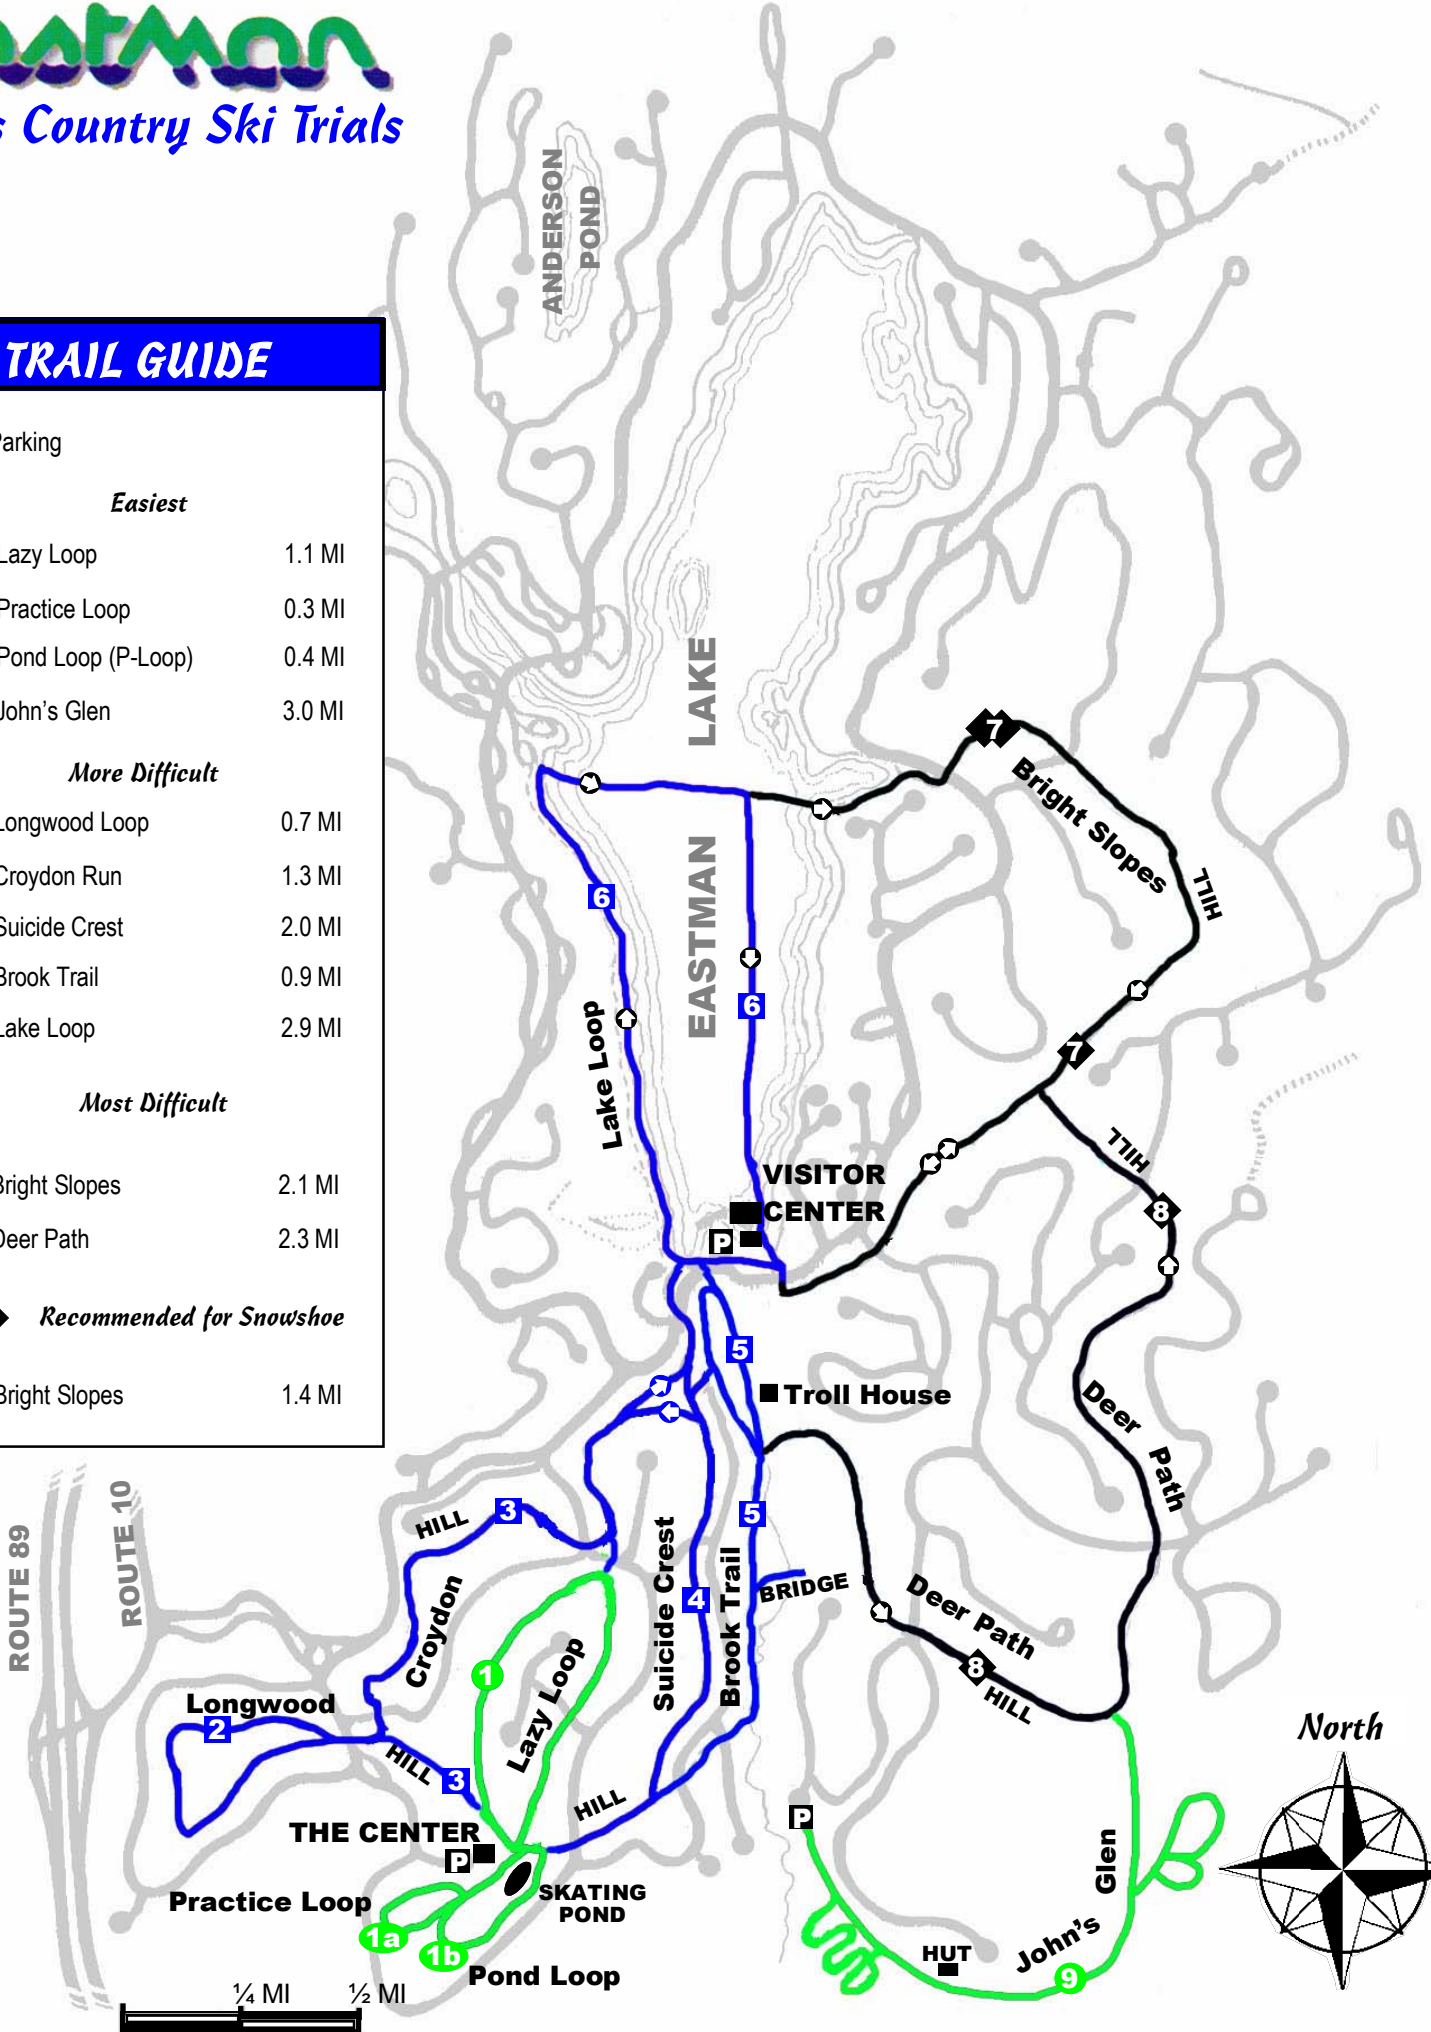 s Country Ski Trials
TRAIL GUIDE
Parking
Easiest
Lazy Loop 1.1 MI
Practice Loop 0.3 MI
Pond Loop (P-Loop) 0.4 MI
John's Glen 3.0 MI
More Difficult
Longwood Loop 0.7 MI
Croydon Run 1.3 MI
Suicide Crest 2.0 MI
Brook Trail 0.9 MI
Lake Loop 2.9 MI
Most Difficult
Bright Slopes 2.1 MI
Deer Path 2.3 MI
Recommended for Snowshoe
Bright Slopes 1.4 MI
ANDERSON
POND
EASTMAN LAKE
7
Bright Slopes
HILL
6
6
Lake Loop
7
HILL
8
VISITOR
CENTER
P
5
Troll House
Deer Path
3
HILL
5
Suicide Crest
4
Brook Trail
BRIDGE
Deer Path
8
HILL
ROUTE 89
ROUTE 10
Croydon
1
Lazy Loop
Longwood
2
HILL
3
HILL
THE CENTER
P
SKATING
POND
Practice Loop
1a
1b
Pond Loop
P
HUT
John's
Glen
9
North
¼ MI ½ MI